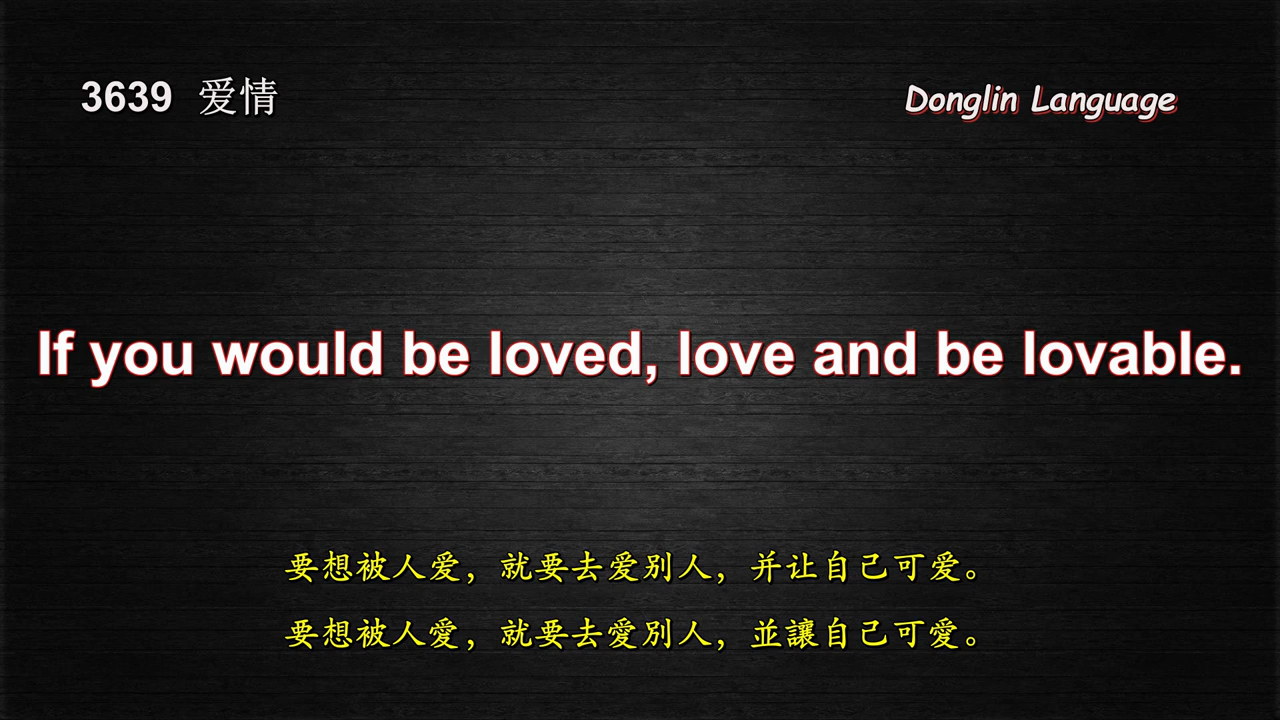 3639 爱情
Donglin Language
If you would be loved, love and be lovable.
要想被人爱，就要去爱别人，并让自己可爱。
要想被人愛，就要去愛別人，並讓自己可愛。